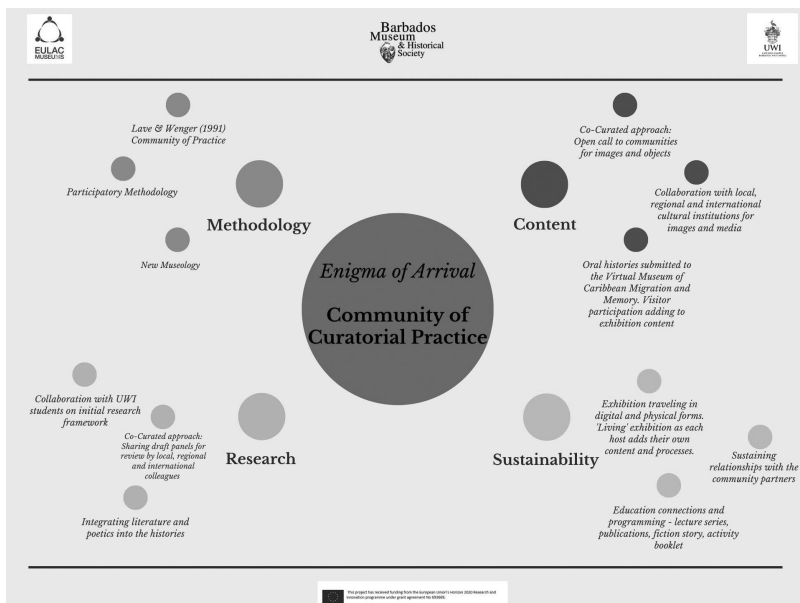 EULAC
MUSEUMS
Barbados
Museum
& Historical
Society
UWI
Lave & Wenger (1991)
Community of Practice
Participatory Methodology
New Museology
Methodology
Co-Curated approach:
Open call to communities
for images and objects
Collaboration with local,
regional and international
cultural institutions for
images and media
Content
Oral histories submitted to
the Virtual Museum of
Caribbean Migration and
Memory. Visitor
participation adding to
exhibition content
Enigma of Arrival
Community of
Curatorial Practice
Collaboration with UWI
students on initial research
framework
Co-Curated approach:
Sharing draft panels for
review by local, regional
and international
colleagues
Integrating literature and
poetics into the histories
Research
Exhibition traveling in
digital and physical forms.
'Living' exhibition as each
host adds their own
content and processes.
Sustainability
Sustaining
relationships with the
community partners
Education connections and
programming - lecture series,
publications, fiction story, activity
booklet
This project has received funding from the European Union's Horizon 2020 Research and
innovation programme under grant agreement No 693669.